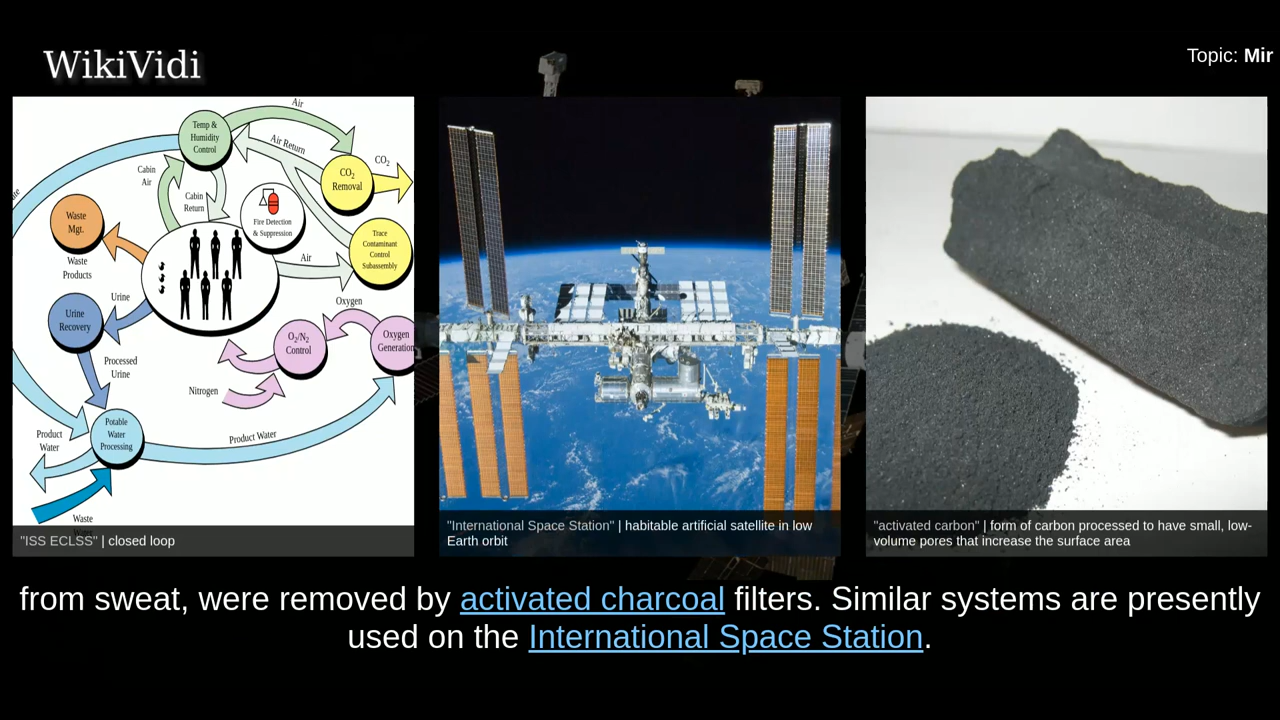 WikiVidi
Topic: Mir
Air
Temp &
Humidity
Control
Air Return
CO2
CO2
Removal
Cabin
Air
Cabin
Return
Fire Detection
& Suppression
Waste
Mgt.
Trace
Contaminant
Control
Subassembly
Waste
Products
Air
Urine
Oxygen
Urine
Recovery
O2/N2
Control
Oxygen
Generation
Processed
Urine
Nitrogen
Potable
Water
Processing
Product
Water
Product Water
Waste
"ISS ECLSS" | closed loop
"International Space Station" | habitable artificial satellite in low
Earth orbit
"activated carbon" | form of carbon processed to have small, low-
volume pores that increase the surface area
from sweat, were removed by activated charcoal filters. Similar systems are presently
used on the International Space Station.